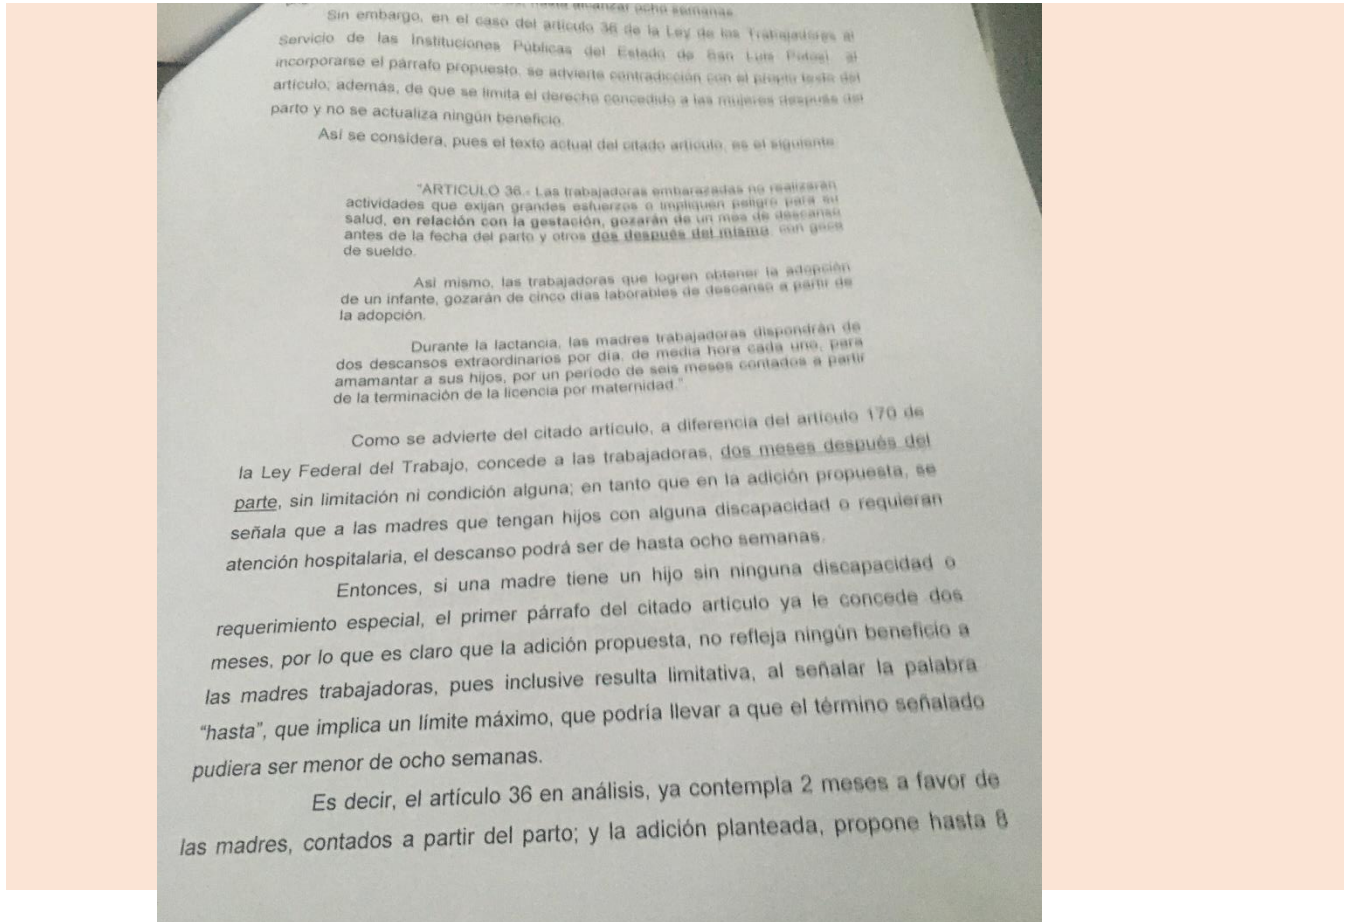 alcanzar ocho semanas.
Sin embargo, en el caso del artículo 36 de la Ley de los Trabajadores al
Servicio de las Instituciones Públicas del Estado de San Luis Potosí, al
incorporarse el párrafo propuesto, se advierte contradicción con el propio texto del
artículo; además, de que se limita el derecho concedido a las mujeres después del
parto y no se actualiza ningún beneficio.
Así se considera, pues el texto actual del citado artículo, es el siguiente
"ARTICULO 36.- Las trabajadoras embarazadas no realizarán
actividades que exijan grandes esfuerzos o impliquen peligro para su
salud, en relación con la gestación, gozarán de un mes de descanso
antes de la fecha del parto y otros dos después del mismo, con goce
de sueldo.
Asi mismo, las trabajadoras que logren obtener la adopción
de un infante, gozarán de cinco días laborables de descanso a partir de
la adopción.
Durante la lactancia, las madres trabajadoras dispondrán de
dos descansos extraordinarios por día, de media hora cada uno, para
amamantar a sus hijos, por un período de seis meses contados a partir
de la terminación de la licencia por maternidad."
Como se advierte del citado artículo, a diferencia del artículo 170 de
la Ley Federal del Trabajo, concede a las trabajadoras, dos meses después del
parte, sin limitación ni condición alguna; en tanto que en la adición propuesta, se
señala que a las madres que tengan hijos con alguna discapacidad o requieran
atención hospitalaria, el descanso podrá ser de hasta ocho semanas.
Entonces, si una madre tiene un hijo sin ninguna discapacidad o
requerimiento especial, el primer párrafo del citado artículo ya le concede dos
meses, por lo que es claro que la adición propuesta, no refleja ningún beneficio a
las madres trabajadoras, pues inclusive resulta limitativa, al señalar la palabra
“hasta”, que implica un límite máximo, que podría llevar a que el término señalado
pudiera ser menor de ocho semanas.
Es decir, el artículo 36 en análisis, ya contempla 2 meses a favor de
las madres, contados a partir del parto; y la adición planteada, propone hasta 8